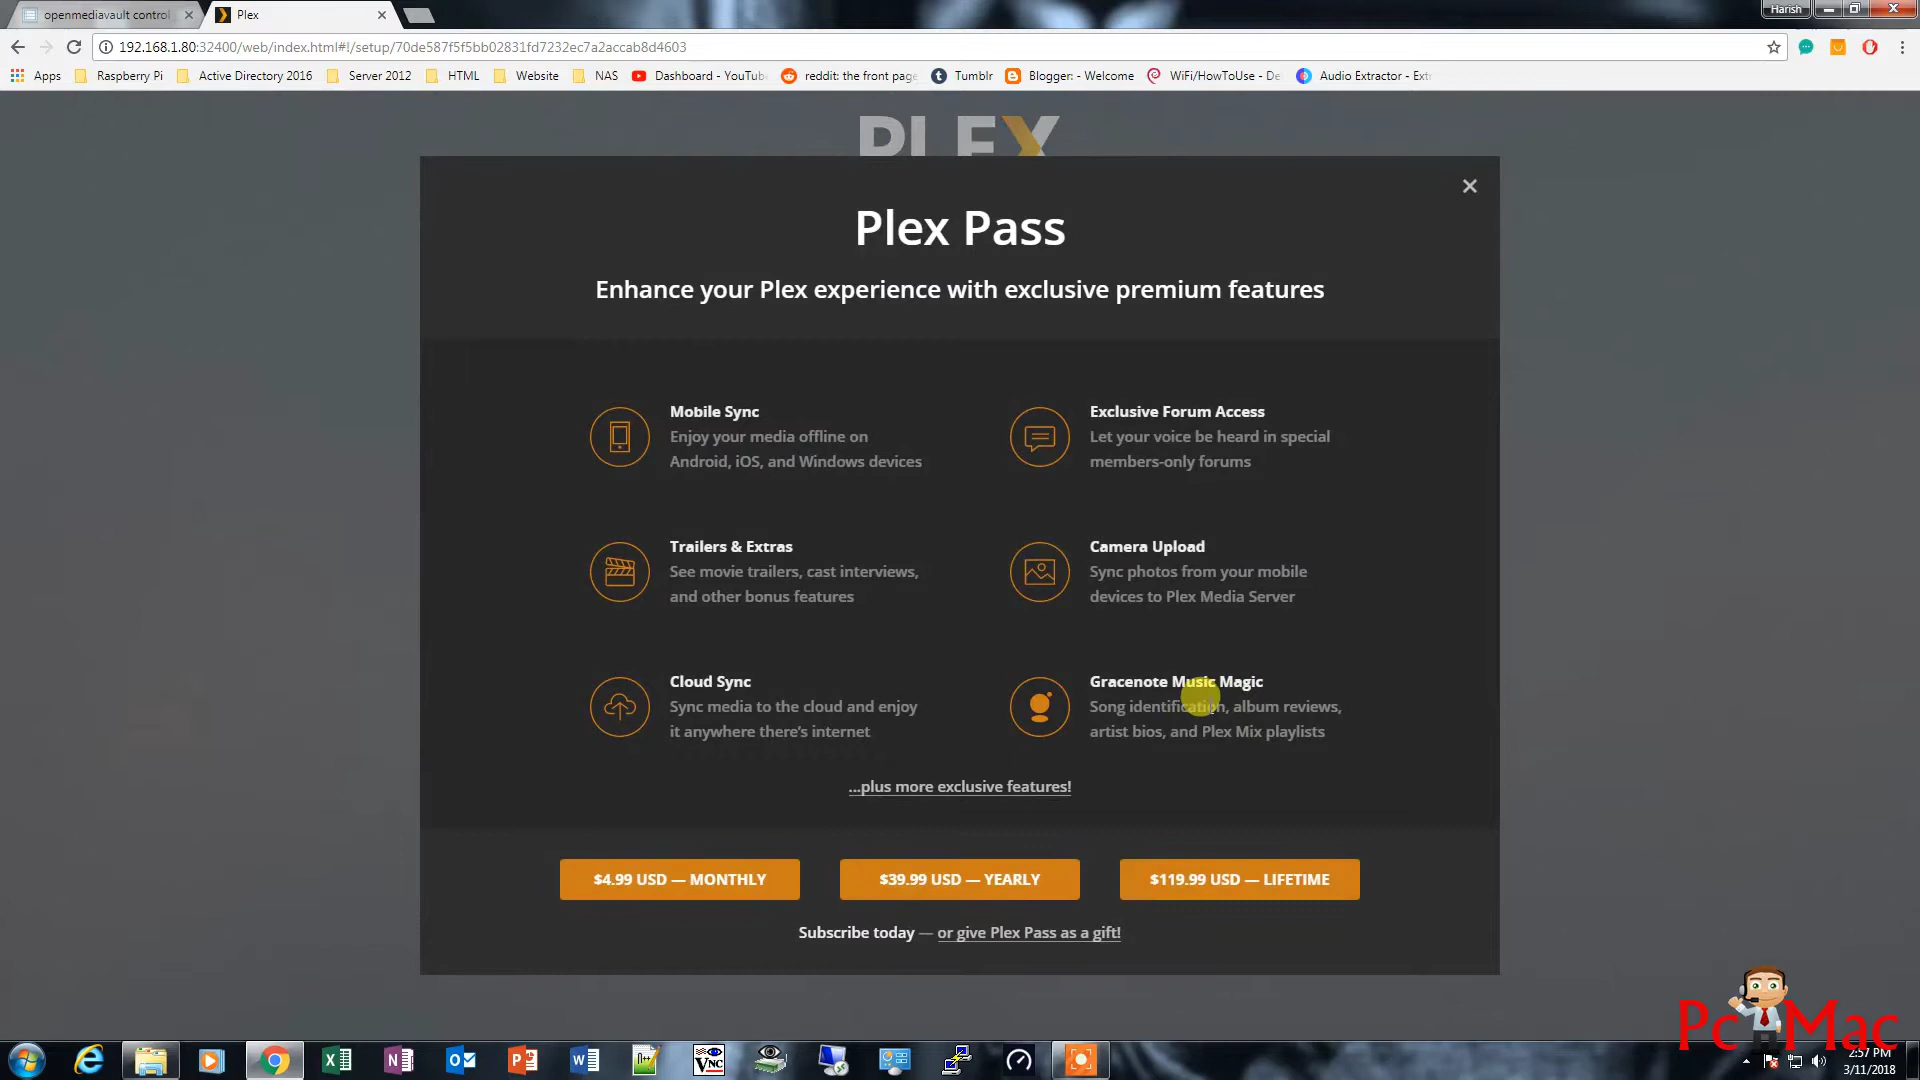 openmediavault control
Plex
Harish
192.168.1.80:32400/web/index.html#!/setup/70de587f5f5bb02831fd7232ec7a2accab8d4603
Apps
Raspberry Pi
Active Directory 2016
Server 2012
HTML
Website
NAS
Dashboard - YouTub
reddit: the front page
Tumblr
Blogger: - Welcome
WiFi/HowToUse - De
Audio Extractor - Ext
PLEX
Plex Pass
Enhance your Plex experience with exclusive premium features
Mobile Sync
Enjoy your media offline on
Android, iOS, and Windows devices
Exclusive Forum Access
Let your voice be heard in special
members-only forums
Trailers & Extras
See movie trailers, cast interviews,
and other bonus features
Camera Upload
Sync photos from your mobile
devices to Plex Media Server
Cloud Sync
Sync media to the cloud and enjoy
it anywhere there's internet
Gracenote Music Magic
Song identification, album reviews,
artist bios, and Plex Mix playlists
...plus more exclusive features!
$4.99 USD — MONTHLY
$39.99 USD — YEARLY
$119.99 USD — LIFETIME
Subscribe today — or give Plex Pass as a gift!
Pc Mac
2:57 PM
3/11/2018